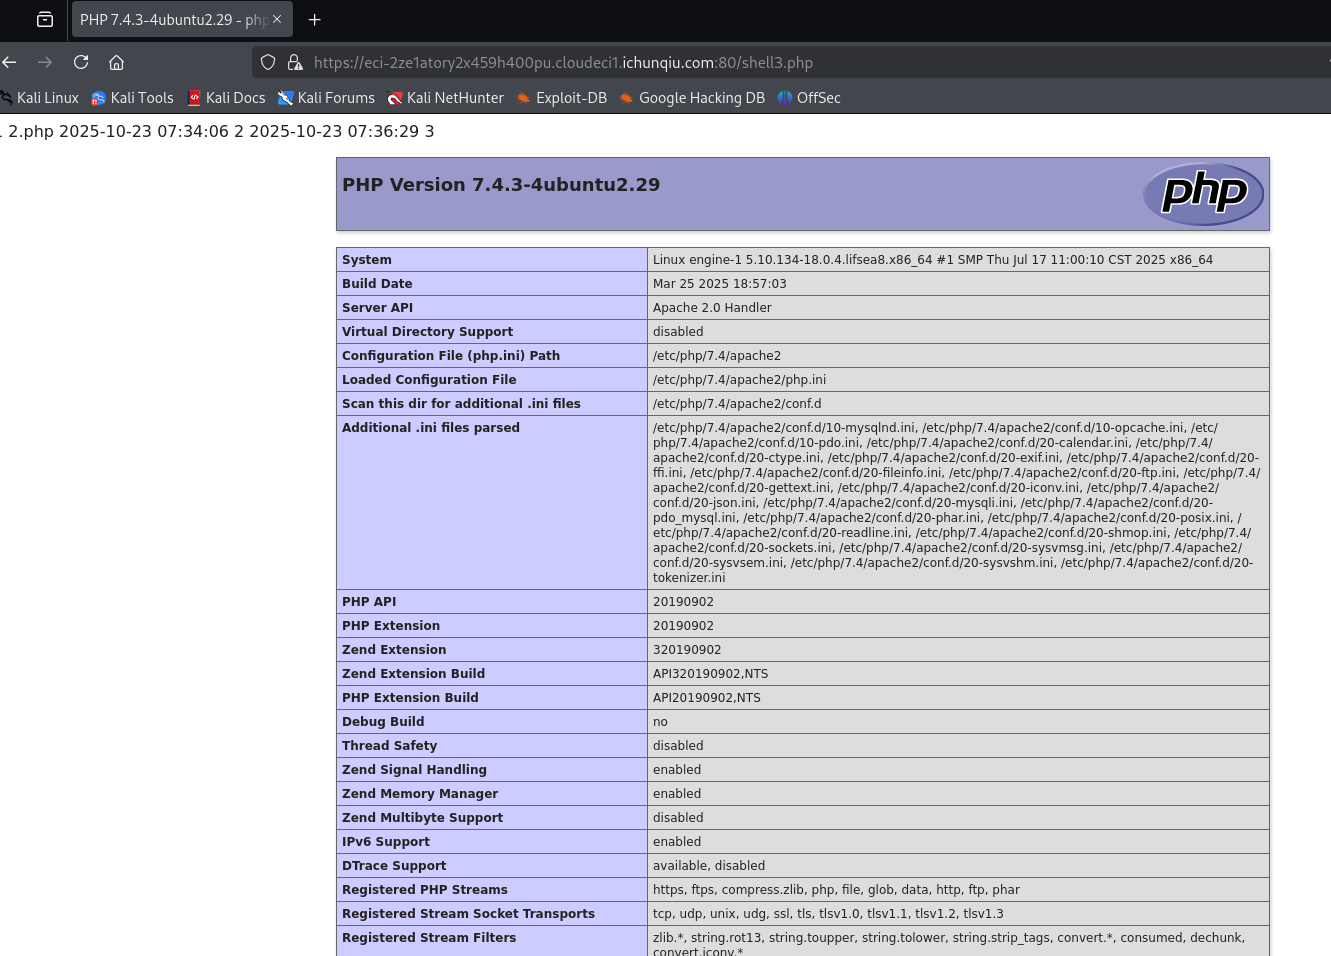 PHP 7.4.3-4ubuntu2.29 - php
https://eci-2ze1atory2x459h400pu.cloudeci1.ichunqiu.com:80/shell3.php
Kali Linux Kali Tools Kali Docs Kali Forums Kali NetHunter Exploit-DB Google Hacking DB OffSec
2.php 2025-10-23 07:34:06 2 2025-10-23 07:36:29 3
PHP Version 7.4.3-4ubuntu2.29
php
System Linux engine-1 5.10.134-18.0.4.lifsea8.x86_64 #1 SMP Thu Jul 17 11:00:10 CST 2025 x86_64
Build Date Mar 25 2025 18:57:03
Server API Apache 2.0 Handler
Virtual Directory Support disabled
Configuration File (php.ini) Path /etc/php/7.4/apache2
Loaded Configuration File /etc/php/7.4/apache2/php.ini
Scan this dir for additional .ini files /etc/php/7.4/apache2/conf.d
Additional .ini files parsed /etc/php/7.4/apache2/conf.d/10-mysqlnd.ini, /etc/php/7.4/apache2/conf.d/10-opcache.ini, /etc/
php/7.4/apache2/conf.d/10-pdo.ini, /etc/php/7.4/apache2/conf.d/20-calendar.ini, /etc/php/7.4/
apache2/conf.d/20-ctype.ini, /etc/php/7.4/apache2/conf.d/20-exif.ini, /etc/php/7.4/apache2/conf.d/20-
ffi.ini, /etc/php/7.4/apache2/conf.d/20-fileinfo.ini, /etc/php/7.4/apache2/conf.d/20-ftp.ini, /etc/php/7.4/
apache2/conf.d/20-gettext.ini, /etc/php/7.4/apache2/conf.d/20-iconv.ini, /etc/php/7.4/apache2/
conf.d/20-json.ini, /etc/php/7.4/apache2/conf.d/20-mysqli.ini, /etc/php/7.4/apache2/conf.d/20-
pdo_mysql.ini, /etc/php/7.4/apache2/conf.d/20-phar.ini, /etc/php/7.4/apache2/conf.d/20-posix.ini, /
etc/php/7.4/apache2/conf.d/20-readline.ini, /etc/php/7.4/apache2/conf.d/20-shmop.ini, /etc/php/7.4/
apache2/conf.d/20-sockets.ini, /etc/php/7.4/apache2/conf.d/20-sysvmsg.ini, /etc/php/7.4/apache2/
conf.d/20-sysvsem.ini, /etc/php/7.4/apache2/conf.d/20-sysvshm.ini, /etc/php/7.4/apache2/conf.d/20-
tokenizer.ini
PHP API 20190902
PHP Extension 20190902
Zend Extension 320190902
Zend Extension Build API320190902,NTS
PHP Extension Build API20190902,NTS
Debug Build no
Thread Safety disabled
Zend Signal Handling enabled
Zend Memory Manager enabled
Zend Multibyte Support disabled
IPv6 Support enabled
DTrace Support available, disabled
Registered PHP Streams https, ftps, compress.zlib, php, file, glob, data, http, ftp, phar
Registered Stream Socket Transports tcp, udp, unix, udg, ssl, tls, tlsv1.0, tlsv1.1, tlsv1.2, tlsv1.3
Registered Stream Filters zlib.*, string.rot13, string.toupper, string.tolower, string.strip_tags, convert.*, consumed, dechunk,
convert.iconv.*